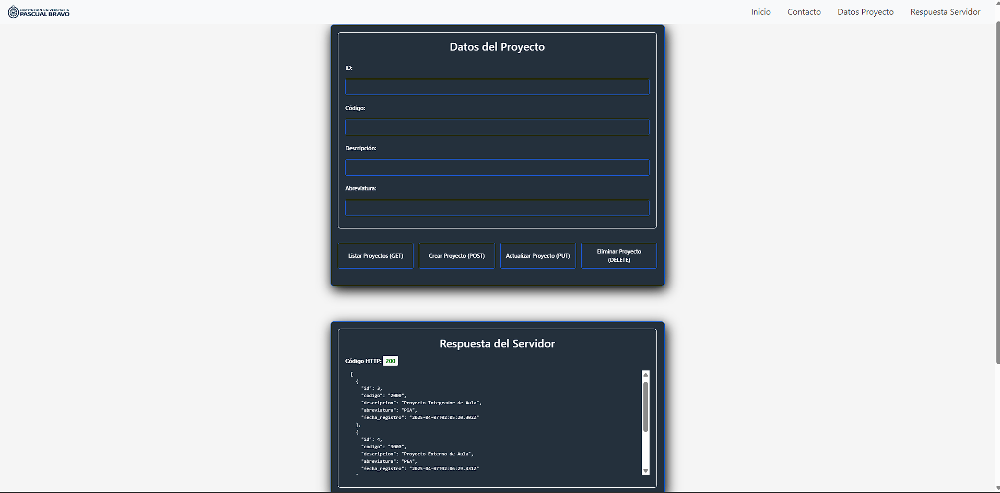 INSTITUCIÓN UNIVERSITARIA
PASCUAL BRAVO
Inicio Contacto Datos Proyecto Respuesta Servidor
Datos del Proyecto
ID:
Código:
Descripción:
Abreviatura:
Listar Proyectos (GET) Crear Proyecto (POST) Actualizar Proyecto (PUT) Eliminar Proyecto
(DELETE)
Respuesta del Servidor
Código HTTP: 200
[
{
"id": 3,
"codigo": "2000",
"descripcion": "Proyecto Integrador de Aula",
"abreviatura": "PIA",
"fecha_registro": "2025-04-07T02:05:20.302Z"
},
{
"id": 4,
"codigo": "3000",
"descripcion": "Proyecto Externo de Aula",
"abreviatura": "PEA",
"fecha_registro": "2025-04-07T02:06:29.431Z"